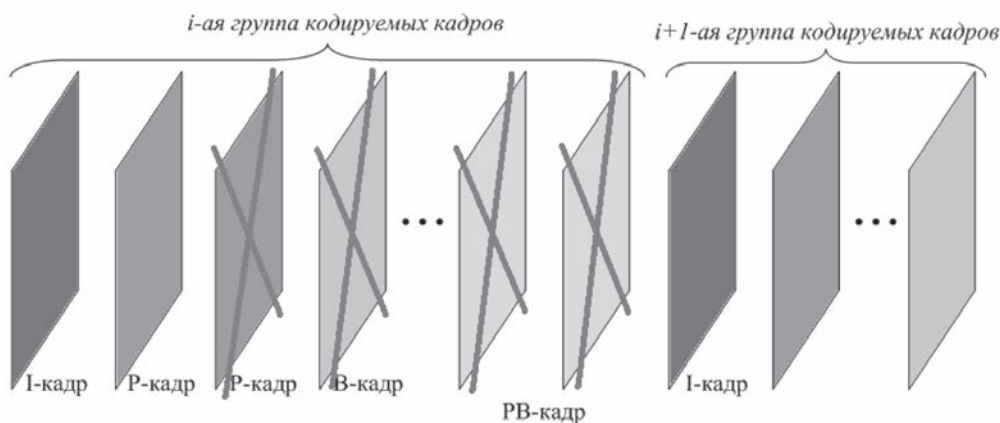 i-ая группа кодируемых кадров
i+1-ая группа кодируемых кадров
I-кадр
P-кадр
P-кадр
B-кадр
PB-кадр
I-кадр